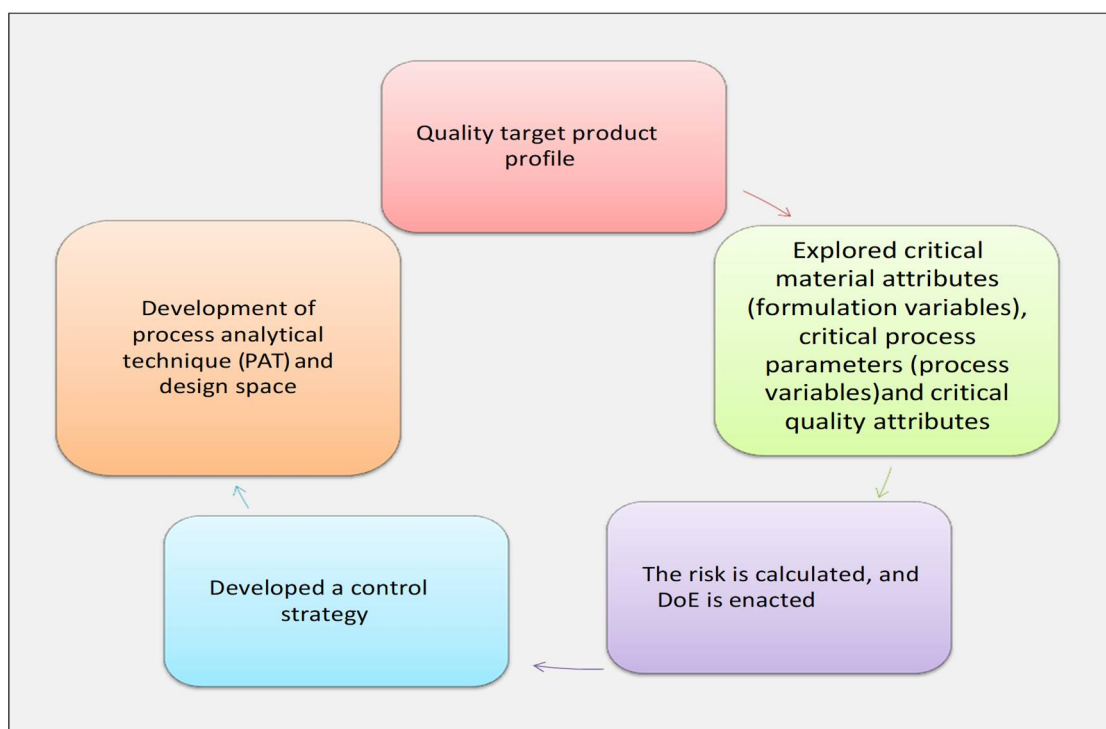 Quality target product
profile
Explored critical
material attributes
(formulation variables),
critical process
parameters (process
variables)and critical
quality attributes
The risk is calculated, and
DoE is enacted
Developed a control
strategy
Development of
process analytical
technique (PAT) and
design space